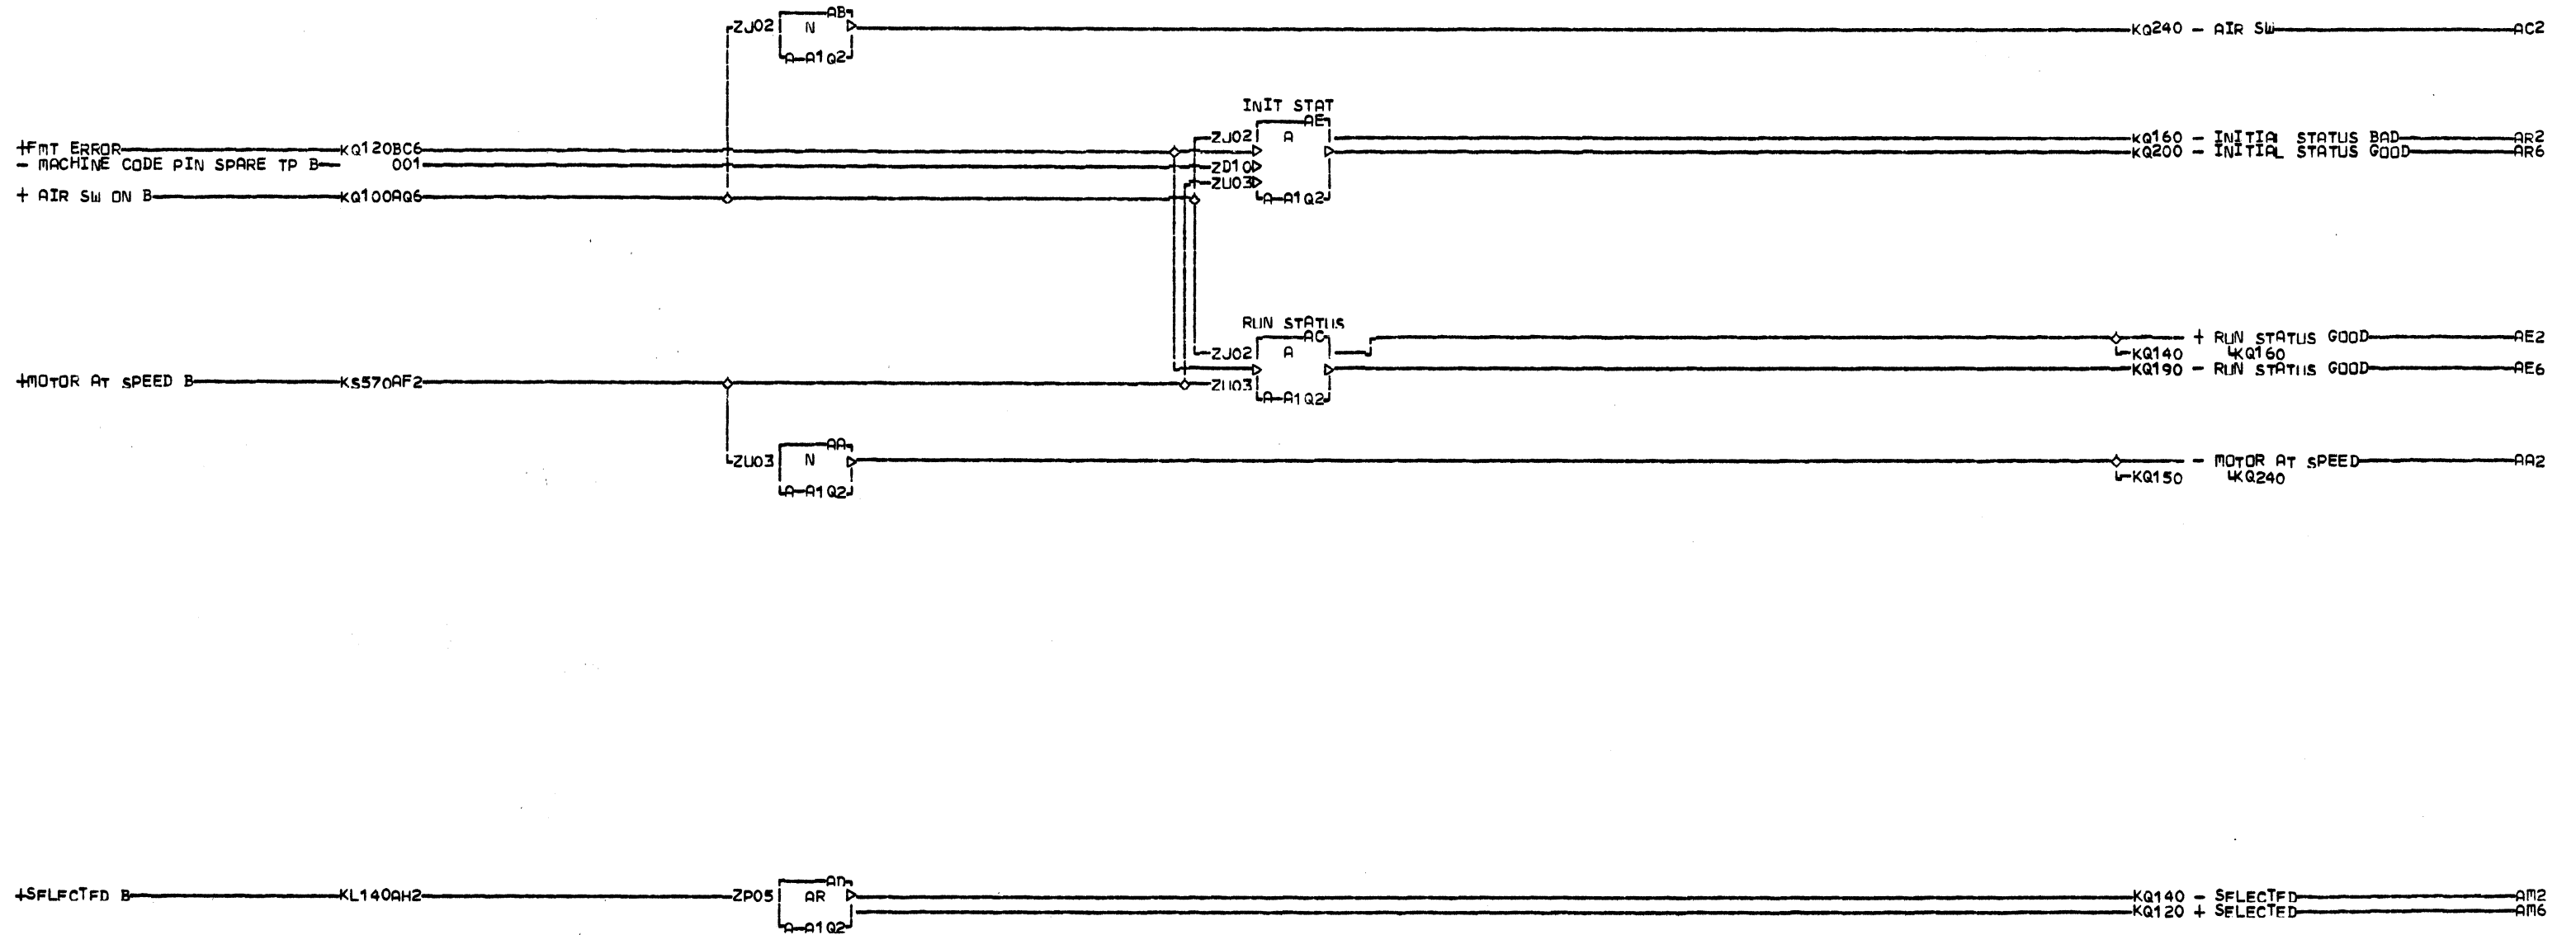 AB
ZJ02 N KQ240 - AIR SW AC2
A-A1Q2
INIT STAT
AE
ZJ02 A KQ160 - INITIAL STATUS BAD AR2
+FMT ERROR KQ120BC6 KQ200 - INITIAL STATUS GOOD AR6
- MACHINE CODE PIN SPARE TP B 001 ZD10
ZU03
+ AIR SW ON B KQ100AQ6 A-A1Q2
RUN STATUS
AC
+ RUN STATUS GOOD AE2
ZJ02 A KQ140 KQ160
KQ190 - RUN STATUS GOOD AE6
+MOTOR AT SPEED B KS570AF2 ZU03
A-A1Q2
AA
ZU03 N - MOTOR AT SPEED AA2
KQ150 KQ240
A-A1Q2
AD
+SELECTED B KL140AH2 ZP05 AR KQ140 - SELECTED AM2
KQ120 + SELECTED AM6
A-A1Q2